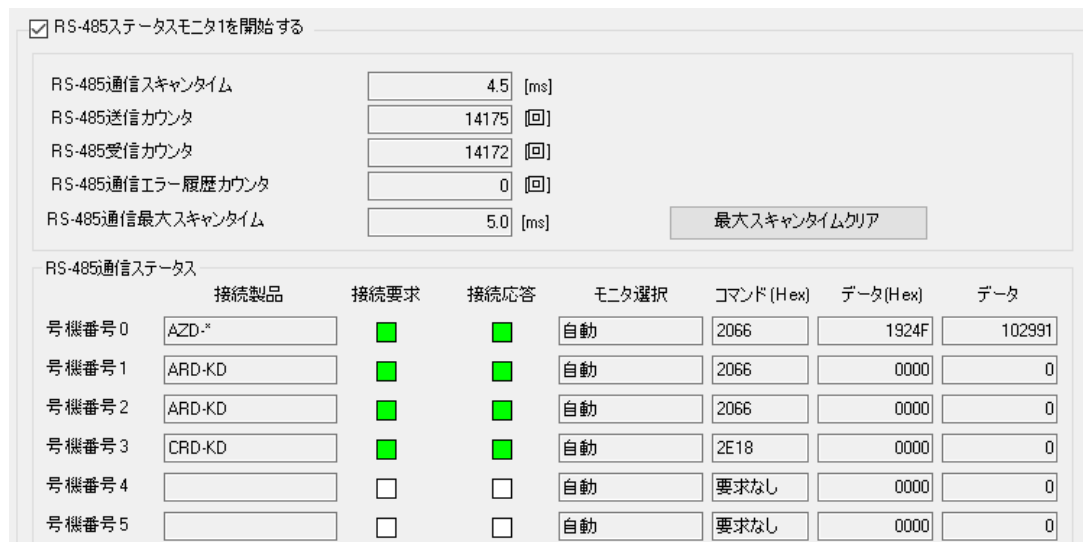 RS-485ステータスモニタ1を開始する
RS-485通信スキャンタイム 4.5 [ms]
RS-485送信カウンタ 14175 [回]
RS-485受信カウンタ 14172 [回]
RS-485通信エラー履歴カウンタ 0 [回]
RS-485通信最大スキャンタイム 5.0 [ms] 最大スキャンタイムクリア
RS-485通信ステータス
接続製品 接続要求 接続応答 モニタ選択 コマンド(Hex) データ(Hex) データ
号機番号0 AZD-* 自動 2066 1924F 102991
号機番号1 ARD-KD 自動 2066 0000 0
号機番号2 ARD-KD 自動 2066 0000 0
号機番号3 CRD-KD 自動 2E18 0000 0
号機番号4 自動 要求なし 0000 0
号機番号5 自動 要求なし 0000 0